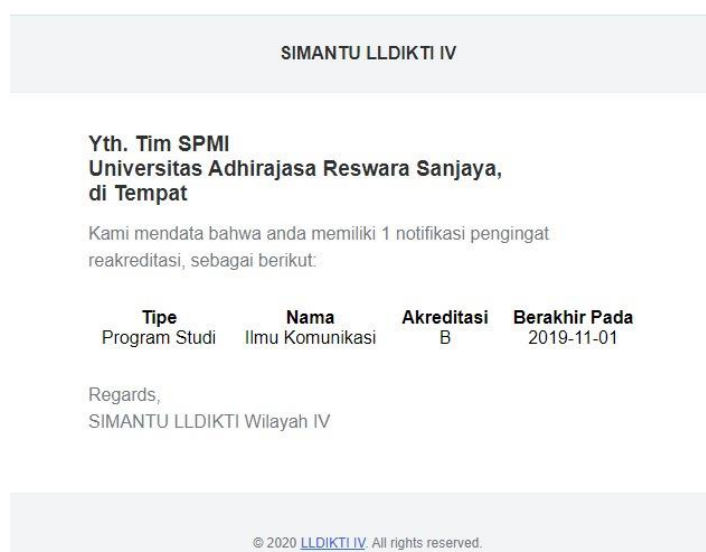 SIMANTU LLDIKTI IV
Yth. Tim SPMI
Universitas Adhirajasa Reswara Sanjaya,
di Tempat
Kami mendata bahwa anda memiliki 1 notifikasi pengingat
reakreditasi, sebagai berikut:
Tipe Nama Akreditasi Berakhir Pada
Program Studi Ilmu Komunikasi B 2019-11-01
Regards,
SIMANTU LLDIKTI Wilayah IV
© 2020 LLDIKTI IV. All rights reserved.